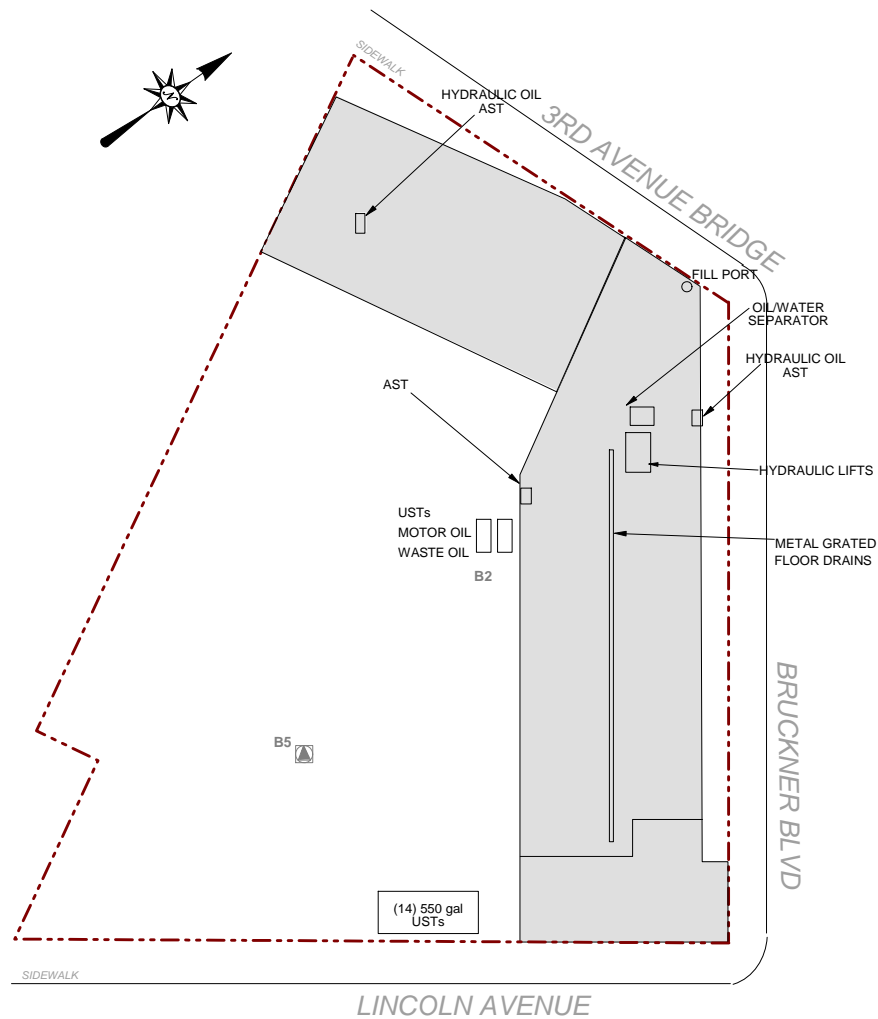 SIDEWALK
HYDRAULIC OIL
AST
3RD AVENUE BRIDGE
N
FILL PORT
OIL/WATER
SEPARATOR
HYDRAULIC OIL
AST
AST
HYDRAULIC LIFTS
USTs
MOTOR OIL
WASTE OIL
METAL GRATED
FLOOR DRAINS
B2
BRUCKNER BLVD
B5
(14) 550 gal
USTs
SIDEWALK
LINCOLN AVENUE